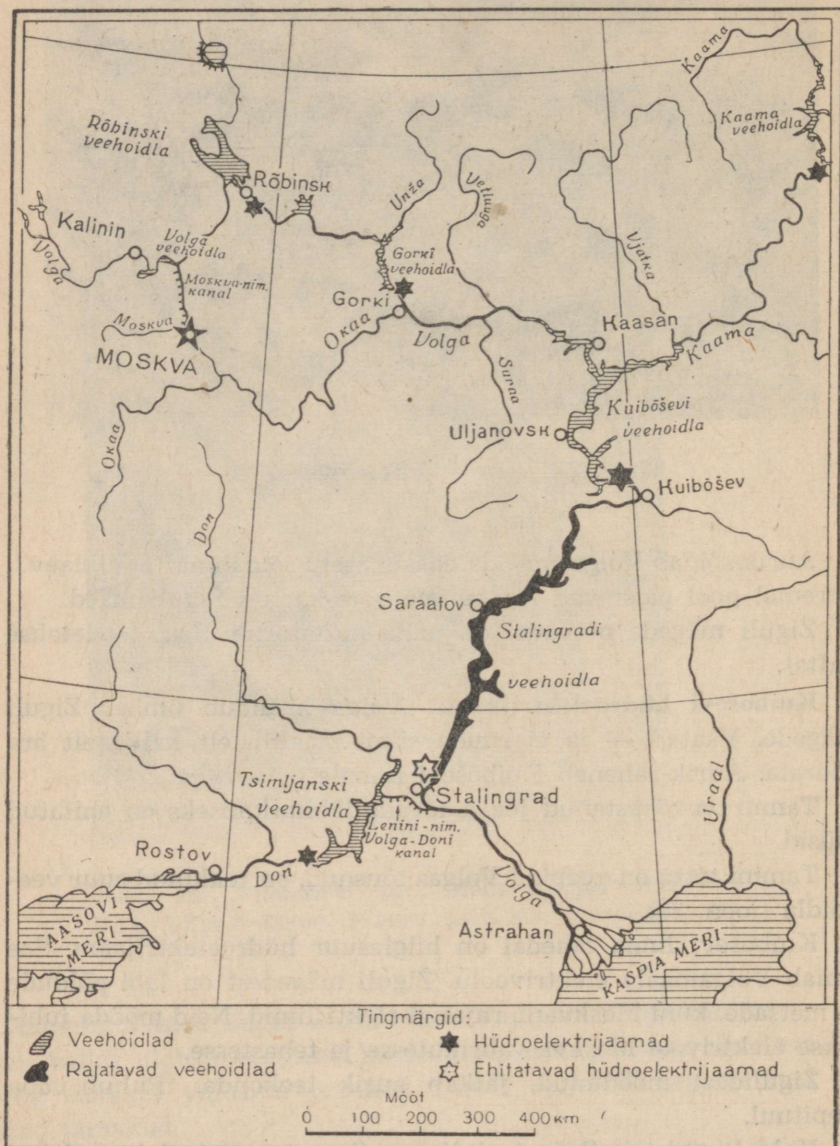 Kaama
Kaama
veehoidla
Rõbinski
veehoidla
Rõbinsk
Unža
Vetluuga
Vjatka
Kalinin
Volga
Volga
veehoidla
Moskva-nim.
kanal
Moskva
MOSKVA
Gorki
veehoidla
Gorki
Okaa
Volga
Suraa
Kaasan
Kaama
Kuibõševi
veehoidla
Uljanovsk
Kuibõšev
Okaa
Don
Saraatov
Stalingradi
veehoidla
Tsimljanski
veehoidla
Stalingrad
Lenini-nim.
Volga-Doni
kanal
Uraal
Rostov
Don
Volga
Astrahan
AASOVI
MERI
KASPIA MERI
Tingmärgid:
Veehoidlad
Hüdroelektrijaamad
Rajatavad veehoidlad
Ehitatavad hüdroelektrijaamad
Mõõt
0 100 200 300 400 км